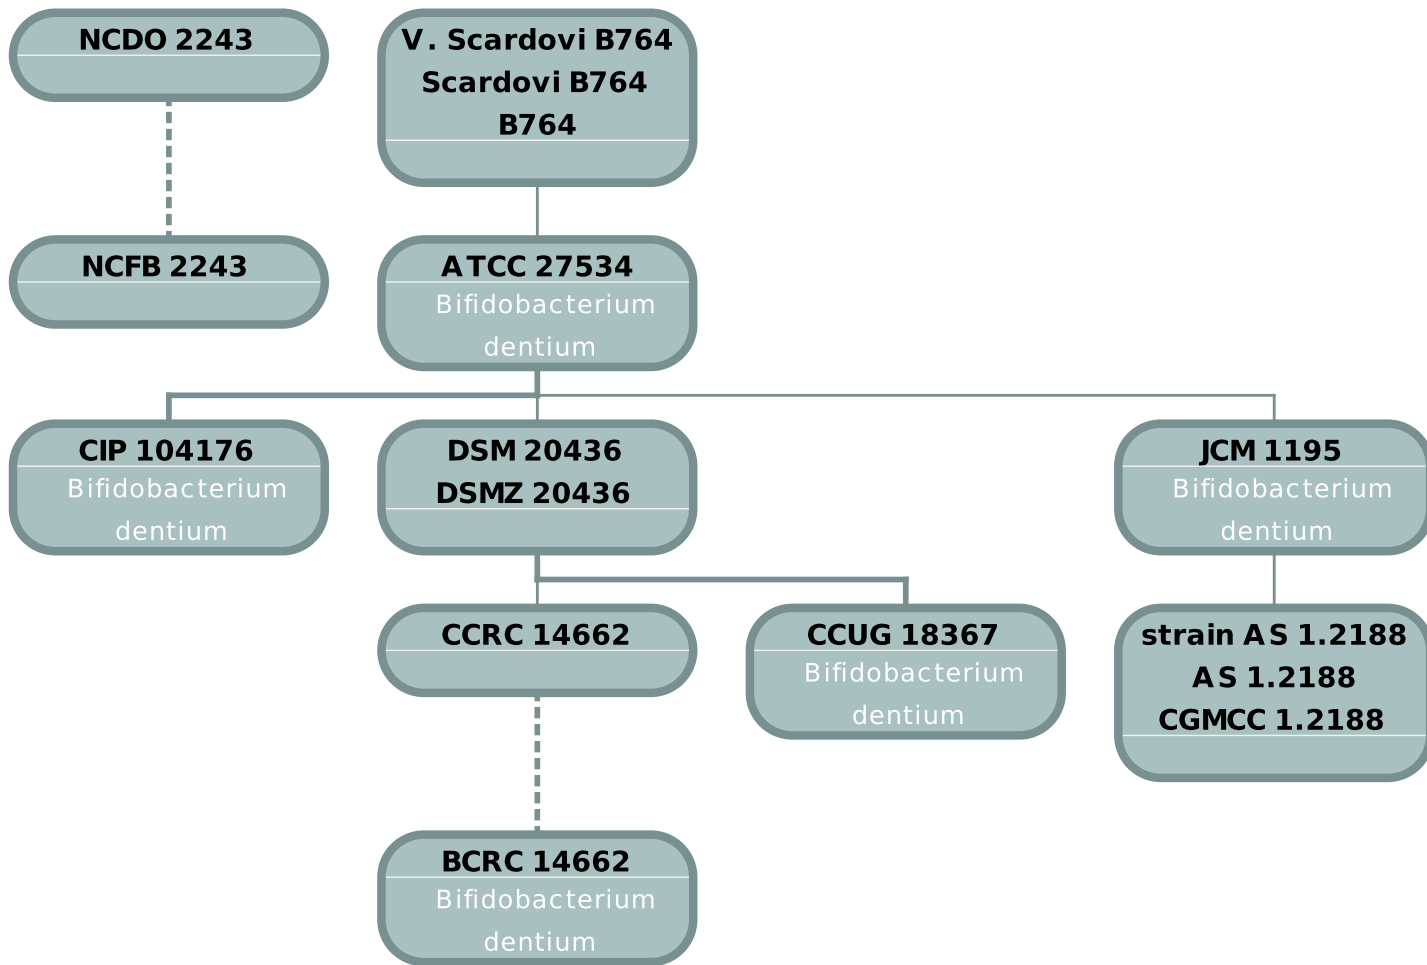 NCDO 2243
V. Scardovi B764
Scardovi B764
B764
NCFB 2243
ATCC 27534
Bifidobacterium
dentium
CIP 104176
Bifidobacterium
dentium
DSM 20436
DSMZ 20436
JCM 1195
Bifidobacterium
dentium
CCRC 14662
CCUG 18367
Bifidobacterium
dentium
strain AS 1.2188
AS 1.2188
CGMCC 1.2188
BCRC 14662
Bifidobacterium
dentium